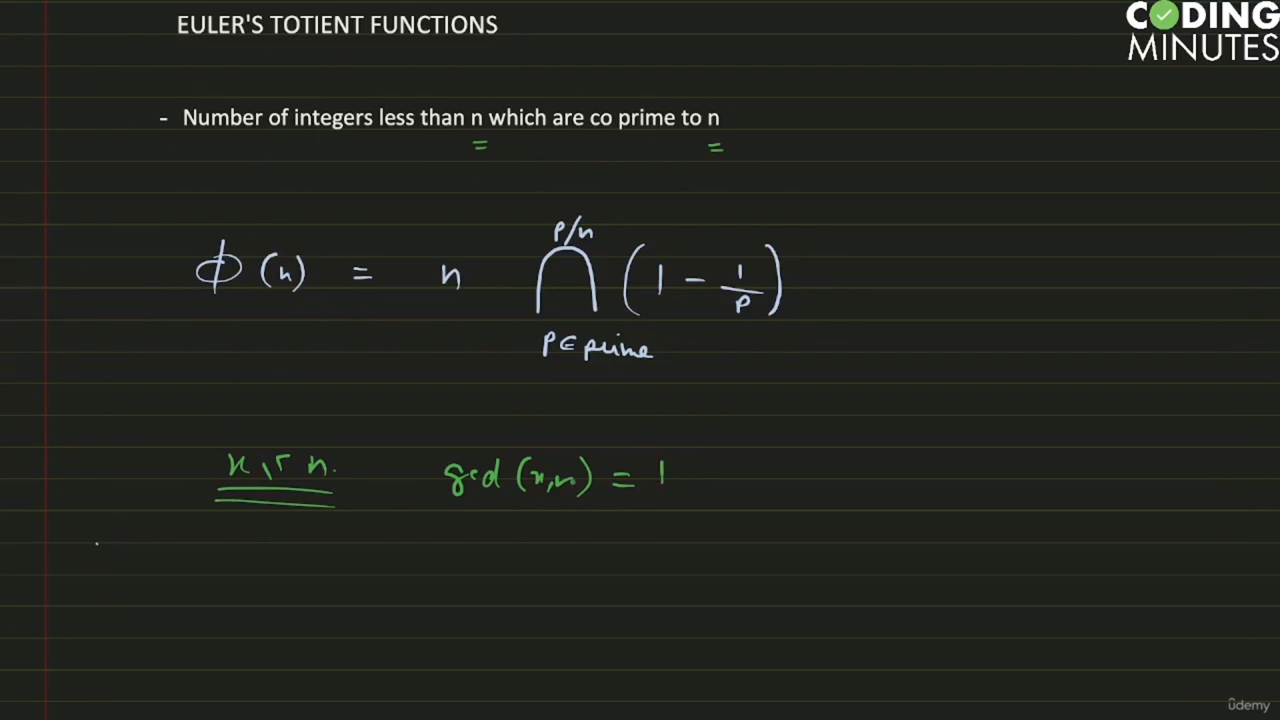 EULER'S TOTIENT FUNCTIONS
CODING
MINUTES
- Number of integers less than n which are co prime to n
= =
p/n
ϕ (n) = n ∏ (1 - 1/p)
p ∈ prime
x, n.
gcd (x,n) = 1
ûdemy